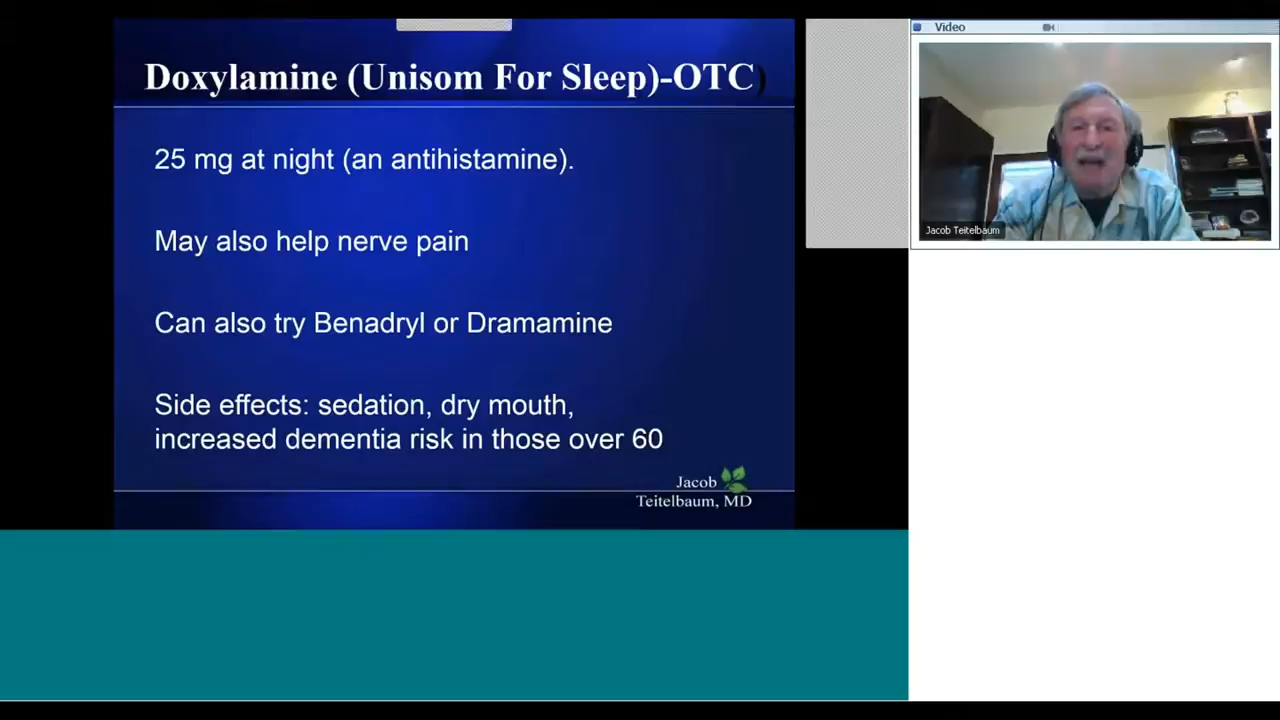 Doxylamine (Unisom For Sleep)-OTC)
25 mg at night (an antihistamine).
May also help nerve pain
Can also try Benadryl or Dramamine
Side effects: sedation, dry mouth,
increased dementia risk in those over 60
Jacob
Teitelbaum, MD
Video
Jacob Teitelbaum